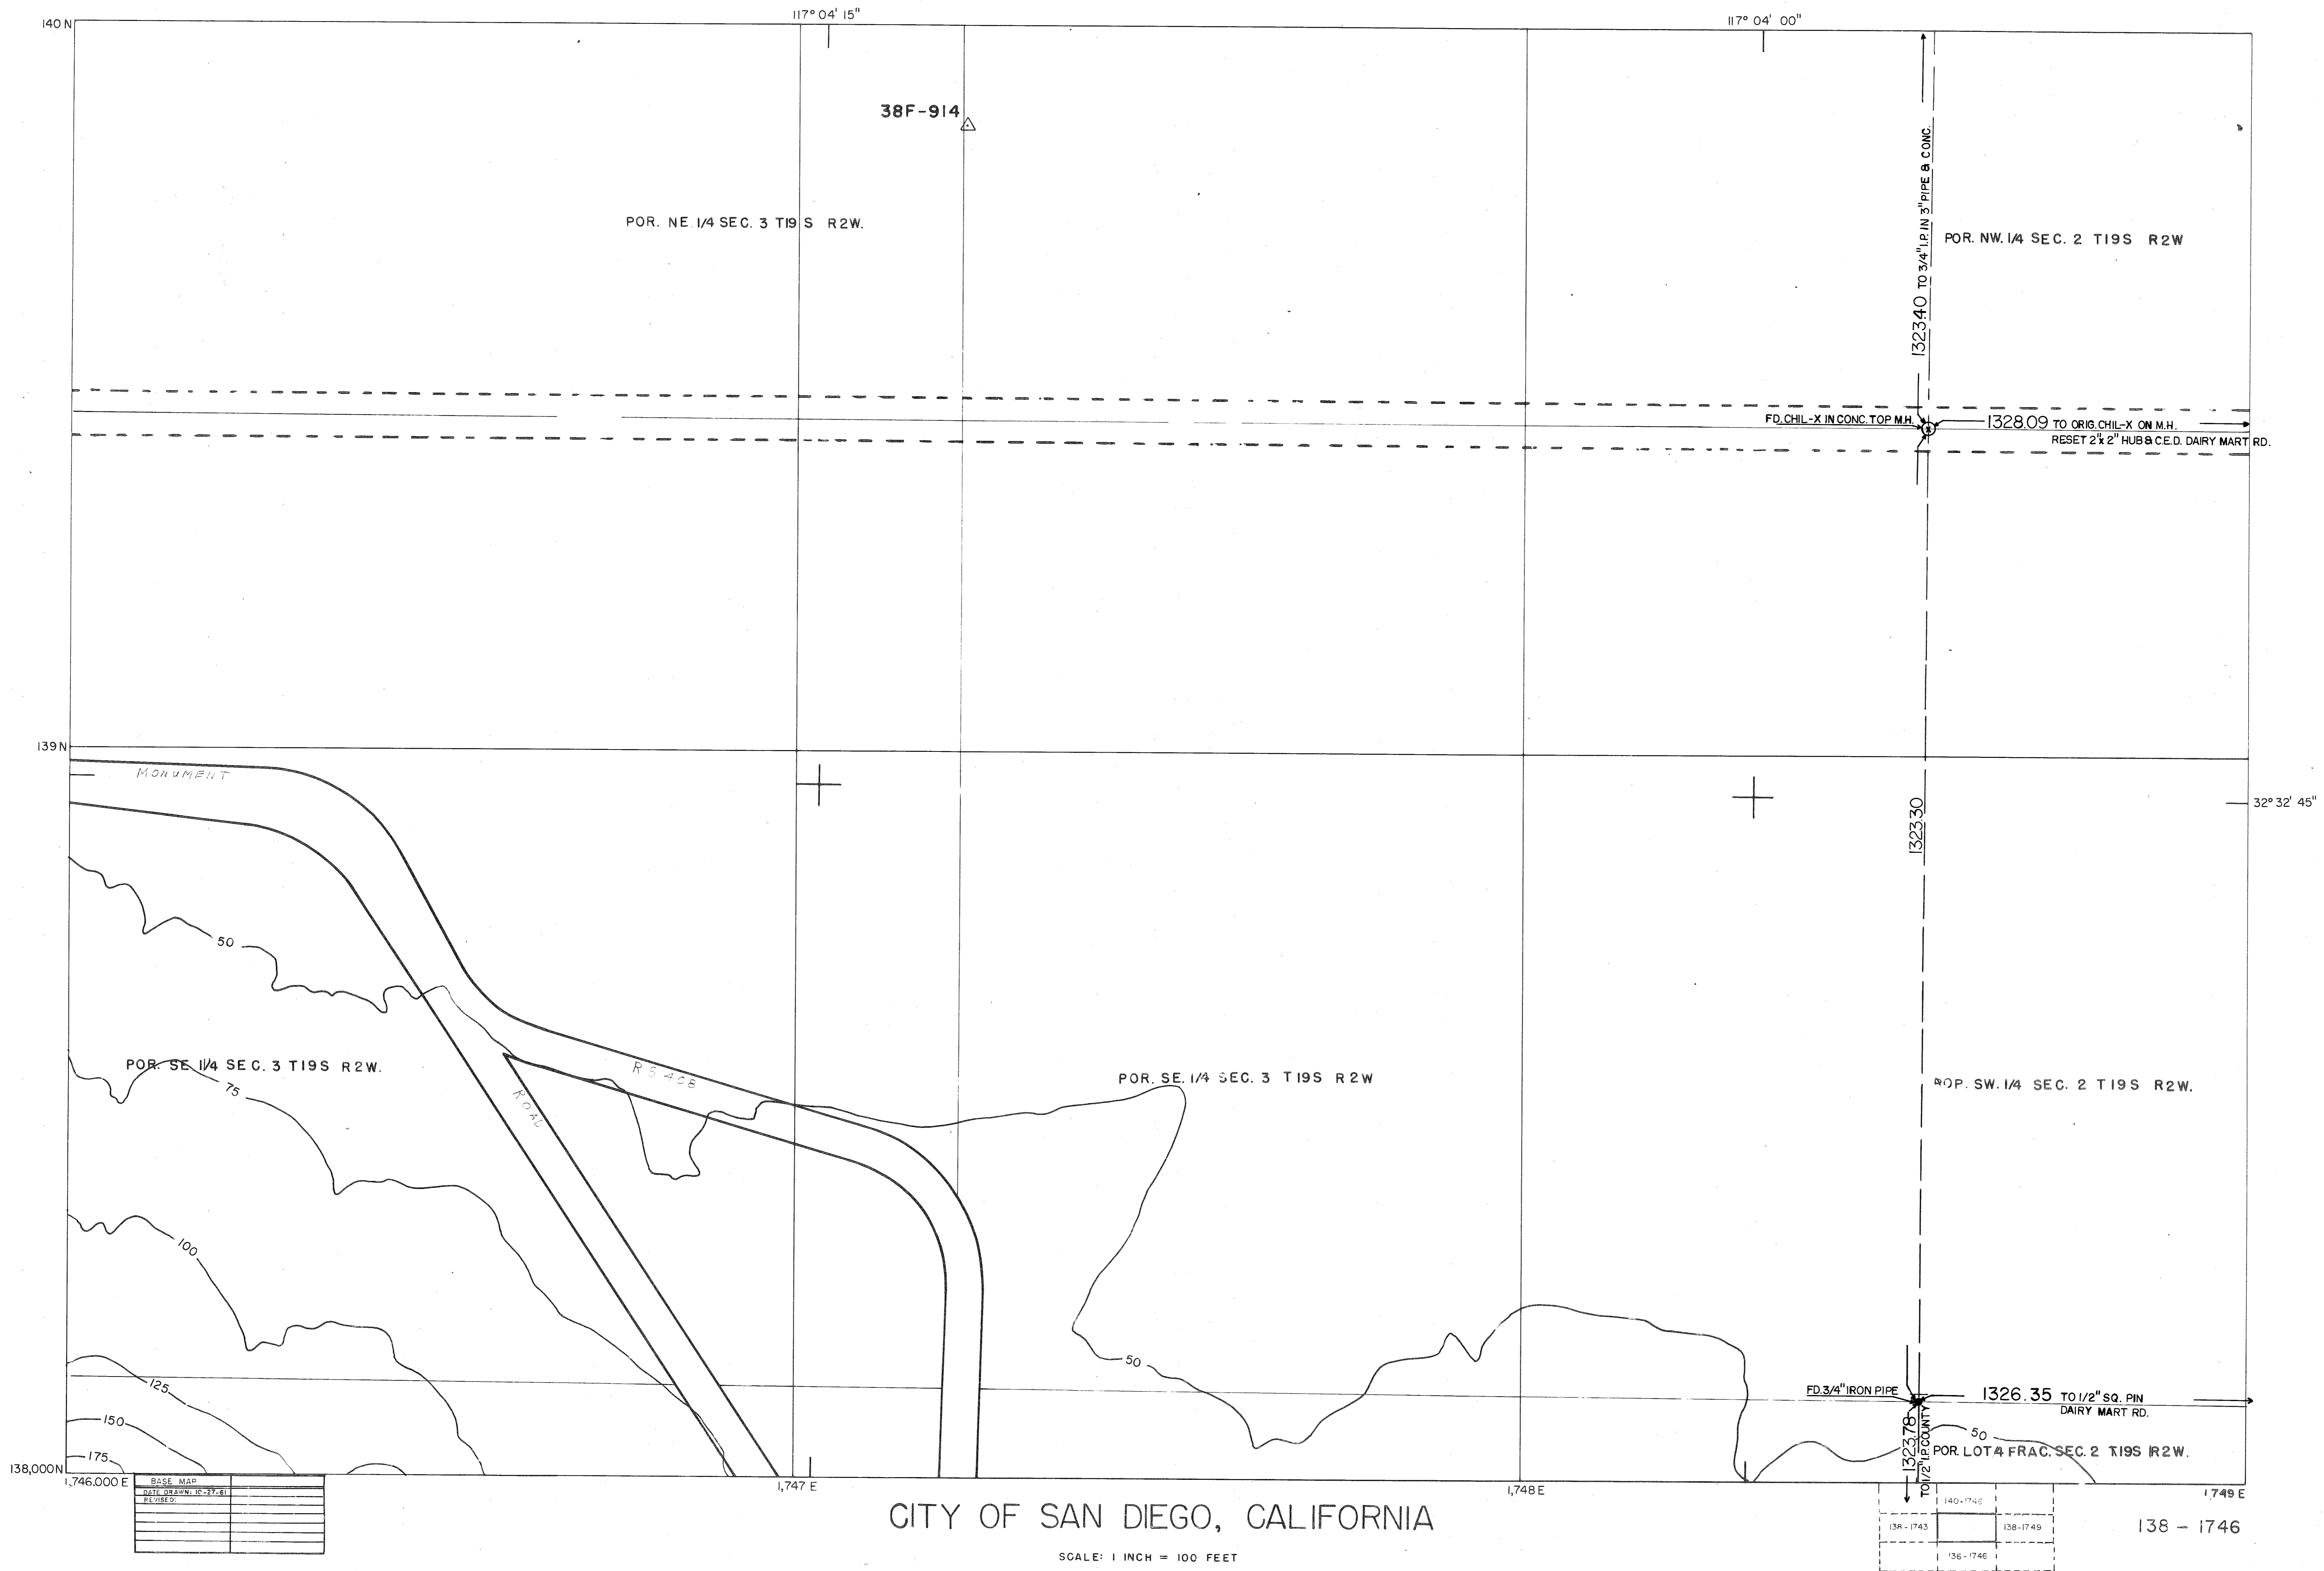 117° 04' 15"
117° 04' 00"
140 N
38F-914
POR. NE 1/4 SEC. 3 T19 S R2W.
POR. NW. 1/4 SEC. 2 T19S R2W
1323.40 TO 3/4" I.P. IN 3" PIPE & CONC.
FD. CHIL-X IN CONC. TOP M.H.
1328.09 TO ORIG. CHIL-X ON M.H.
RESET 2"x 2" HUB & C.E.D. DAIRY MART RD.
139 N
MONUMENT
32° 32' 45"
1323.30
50
POR. SE 1/4 SEC. 3 T19S R2W.
75
RS 408
ROAD
POR. SE. 1/4 SEC. 3 T19S R2W
POP. SW. 1/4 SEC. 2 T19S R2W.
100
50
125
150
175
FD. 3/4" IRON PIPE
1326.35 TO 1/2" SQ. PIN
DAIRY MART RD.
1323.78
TO 1/2" I.P. COUNTY
50
POR. LOT 4 FRAC. SEC. 2 T19S R2W.
138,000N
1,746,000 E
1,747 E
1,748 E
1,749 E
BASE MAP
DATE DRAWN: 10-27-61
REVISED:
CITY OF SAN DIEGO, CALIFORNIA
SCALE: 1 INCH = 100 FEET
140-1746
138-1743
138-1749
136-1746
138 - 1746